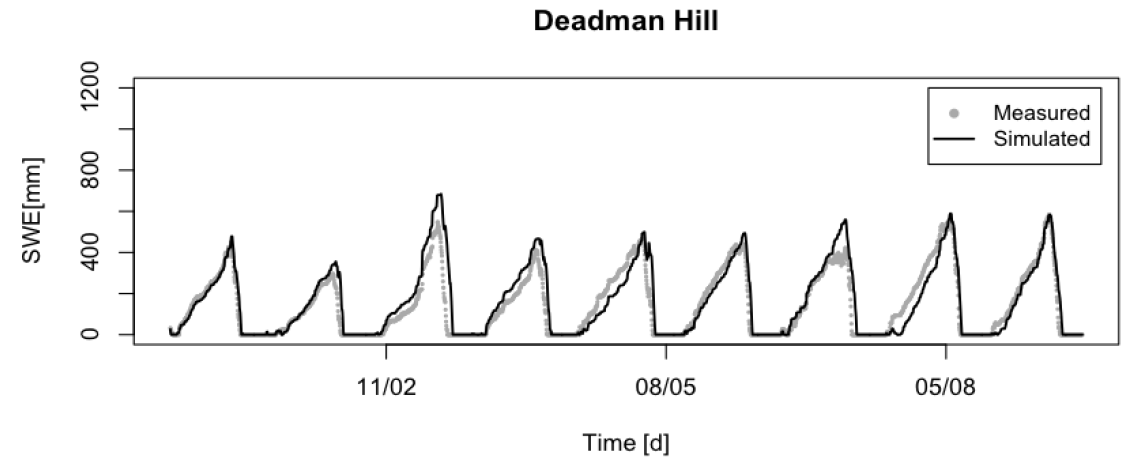 Deadman Hill
1200
800
400
0
SWE[mm]
Measured
Simulated
11/02
08/05
05/08
Time [d]